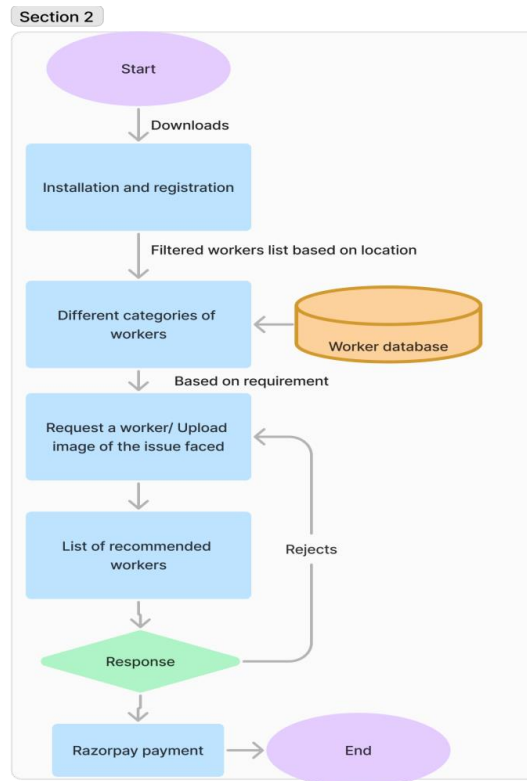 Section 2
Start
Downloads
Installation and registration
Filtered workers list based on location
Different categories of
workers
Worker database
Based on requirement
Request a worker/ Upload
image of the issue faced
List of recommended
workers
Rejects
Response
Razorpay payment
End